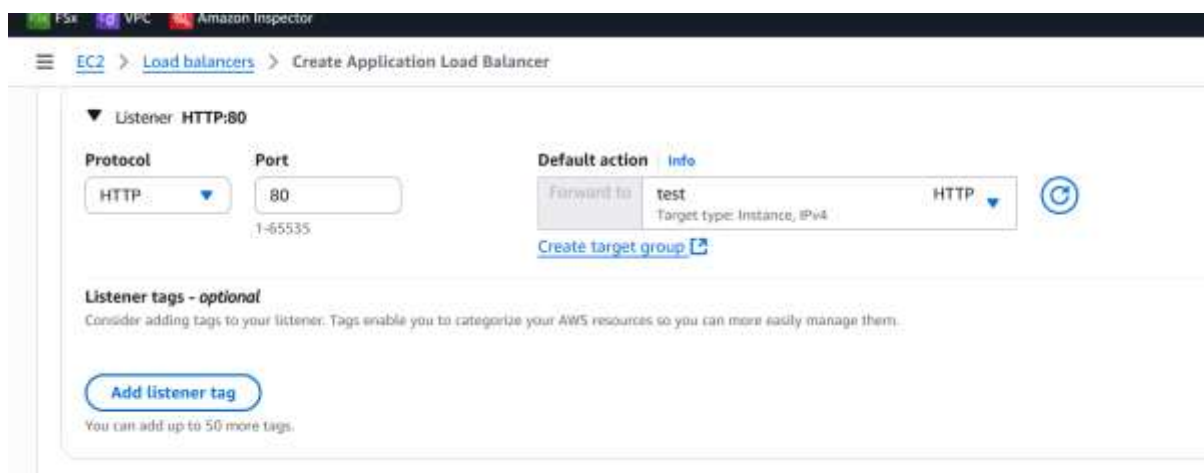 FSx VPC Amazon Inspector
EC2 > Load balancers > Create Application Load Balancer
Listener HTTP:80
Protocol Port Default action Info
HTTP 80 Forward to test HTTP
1-65535 Target type: Instance, IPv4
Create target group
Listener tags - optional
Consider adding tags to your listener. Tags enable you to categorize your AWS resources so you can more easily manage them.
Add listener tag
You can add up to 50 more tags.